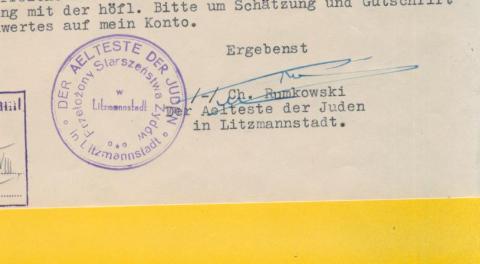 ng mit der höfl. Bitte um Schätzung und Gutschrift
wertes auf mein Konto.
Ergebenst
/-/ Ch. Rumkowski
Der Aelteste der Juden
in Litzmannstadt.
DER AELTESTE DER JUDEN
in Litzmannstadt
Przełożony Starszeństwa Żydów
w
Litzmannstadt